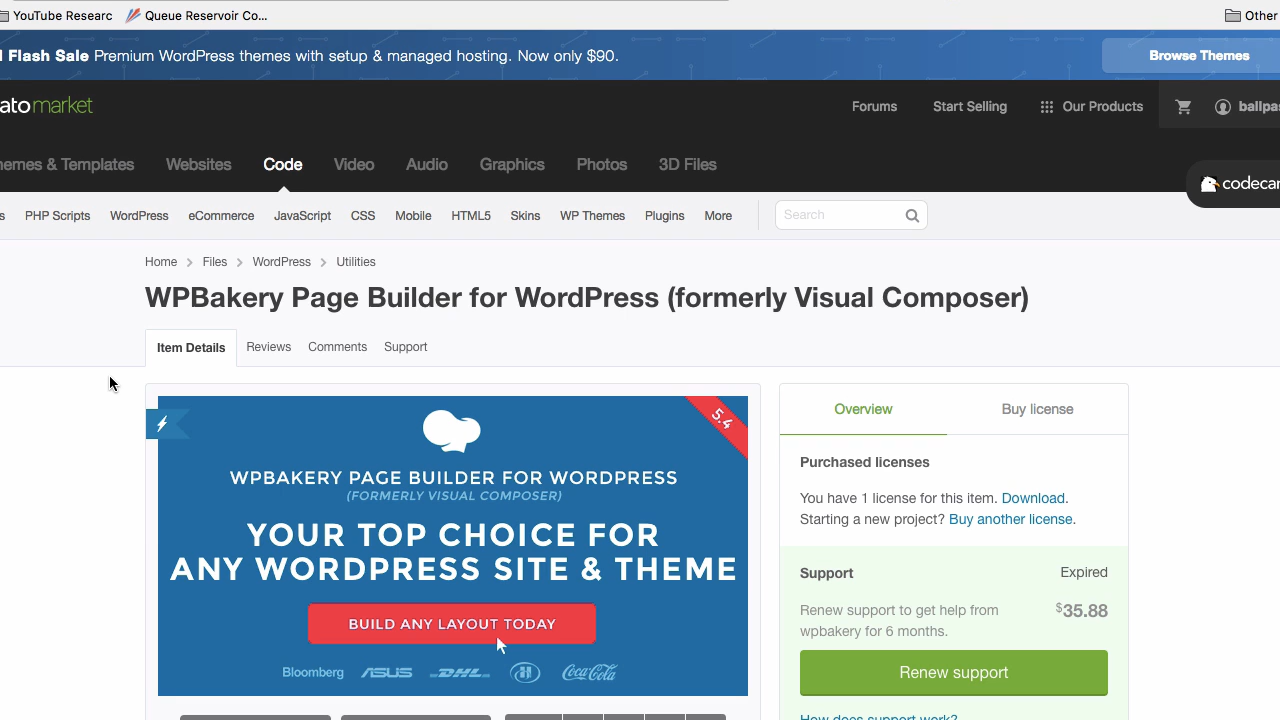 YouTube Researc Queue Reservoir Co... Other
Flash Sale Premium WordPress themes with setup & managed hosting. Now only $90. Browse Themes
ato market Forums Start Selling Our Products ballpa
hemes & Templates Websites Code Video Audio Graphics Photos 3D Files
codecan
s PHP Scripts WordPress eCommerce JavaScript CSS Mobile HTML5 Skins WP Themes Plugins More Search
Home Files WordPress Utilities
WPBakery Page Builder for WordPress (formerly Visual Composer)
Item Details Reviews Comments Support
5.4
WPBAKERY PAGE BUILDER FOR WORDPRESS
(FORMERLY VISUAL COMPOSER)
YOUR TOP CHOICE FOR
ANY WORDPRESS SITE & THEME
BUILD ANY LAYOUT TODAY
Bloomberg ASUS DHL H Coca-Cola
Overview Buy license
Purchased licenses
You have 1 license for this item. Download.
Starting a new project? Buy another license.
Support Expired
Renew support to get help from $35.88
wpbakery for 6 months.
Renew support
How does support work?